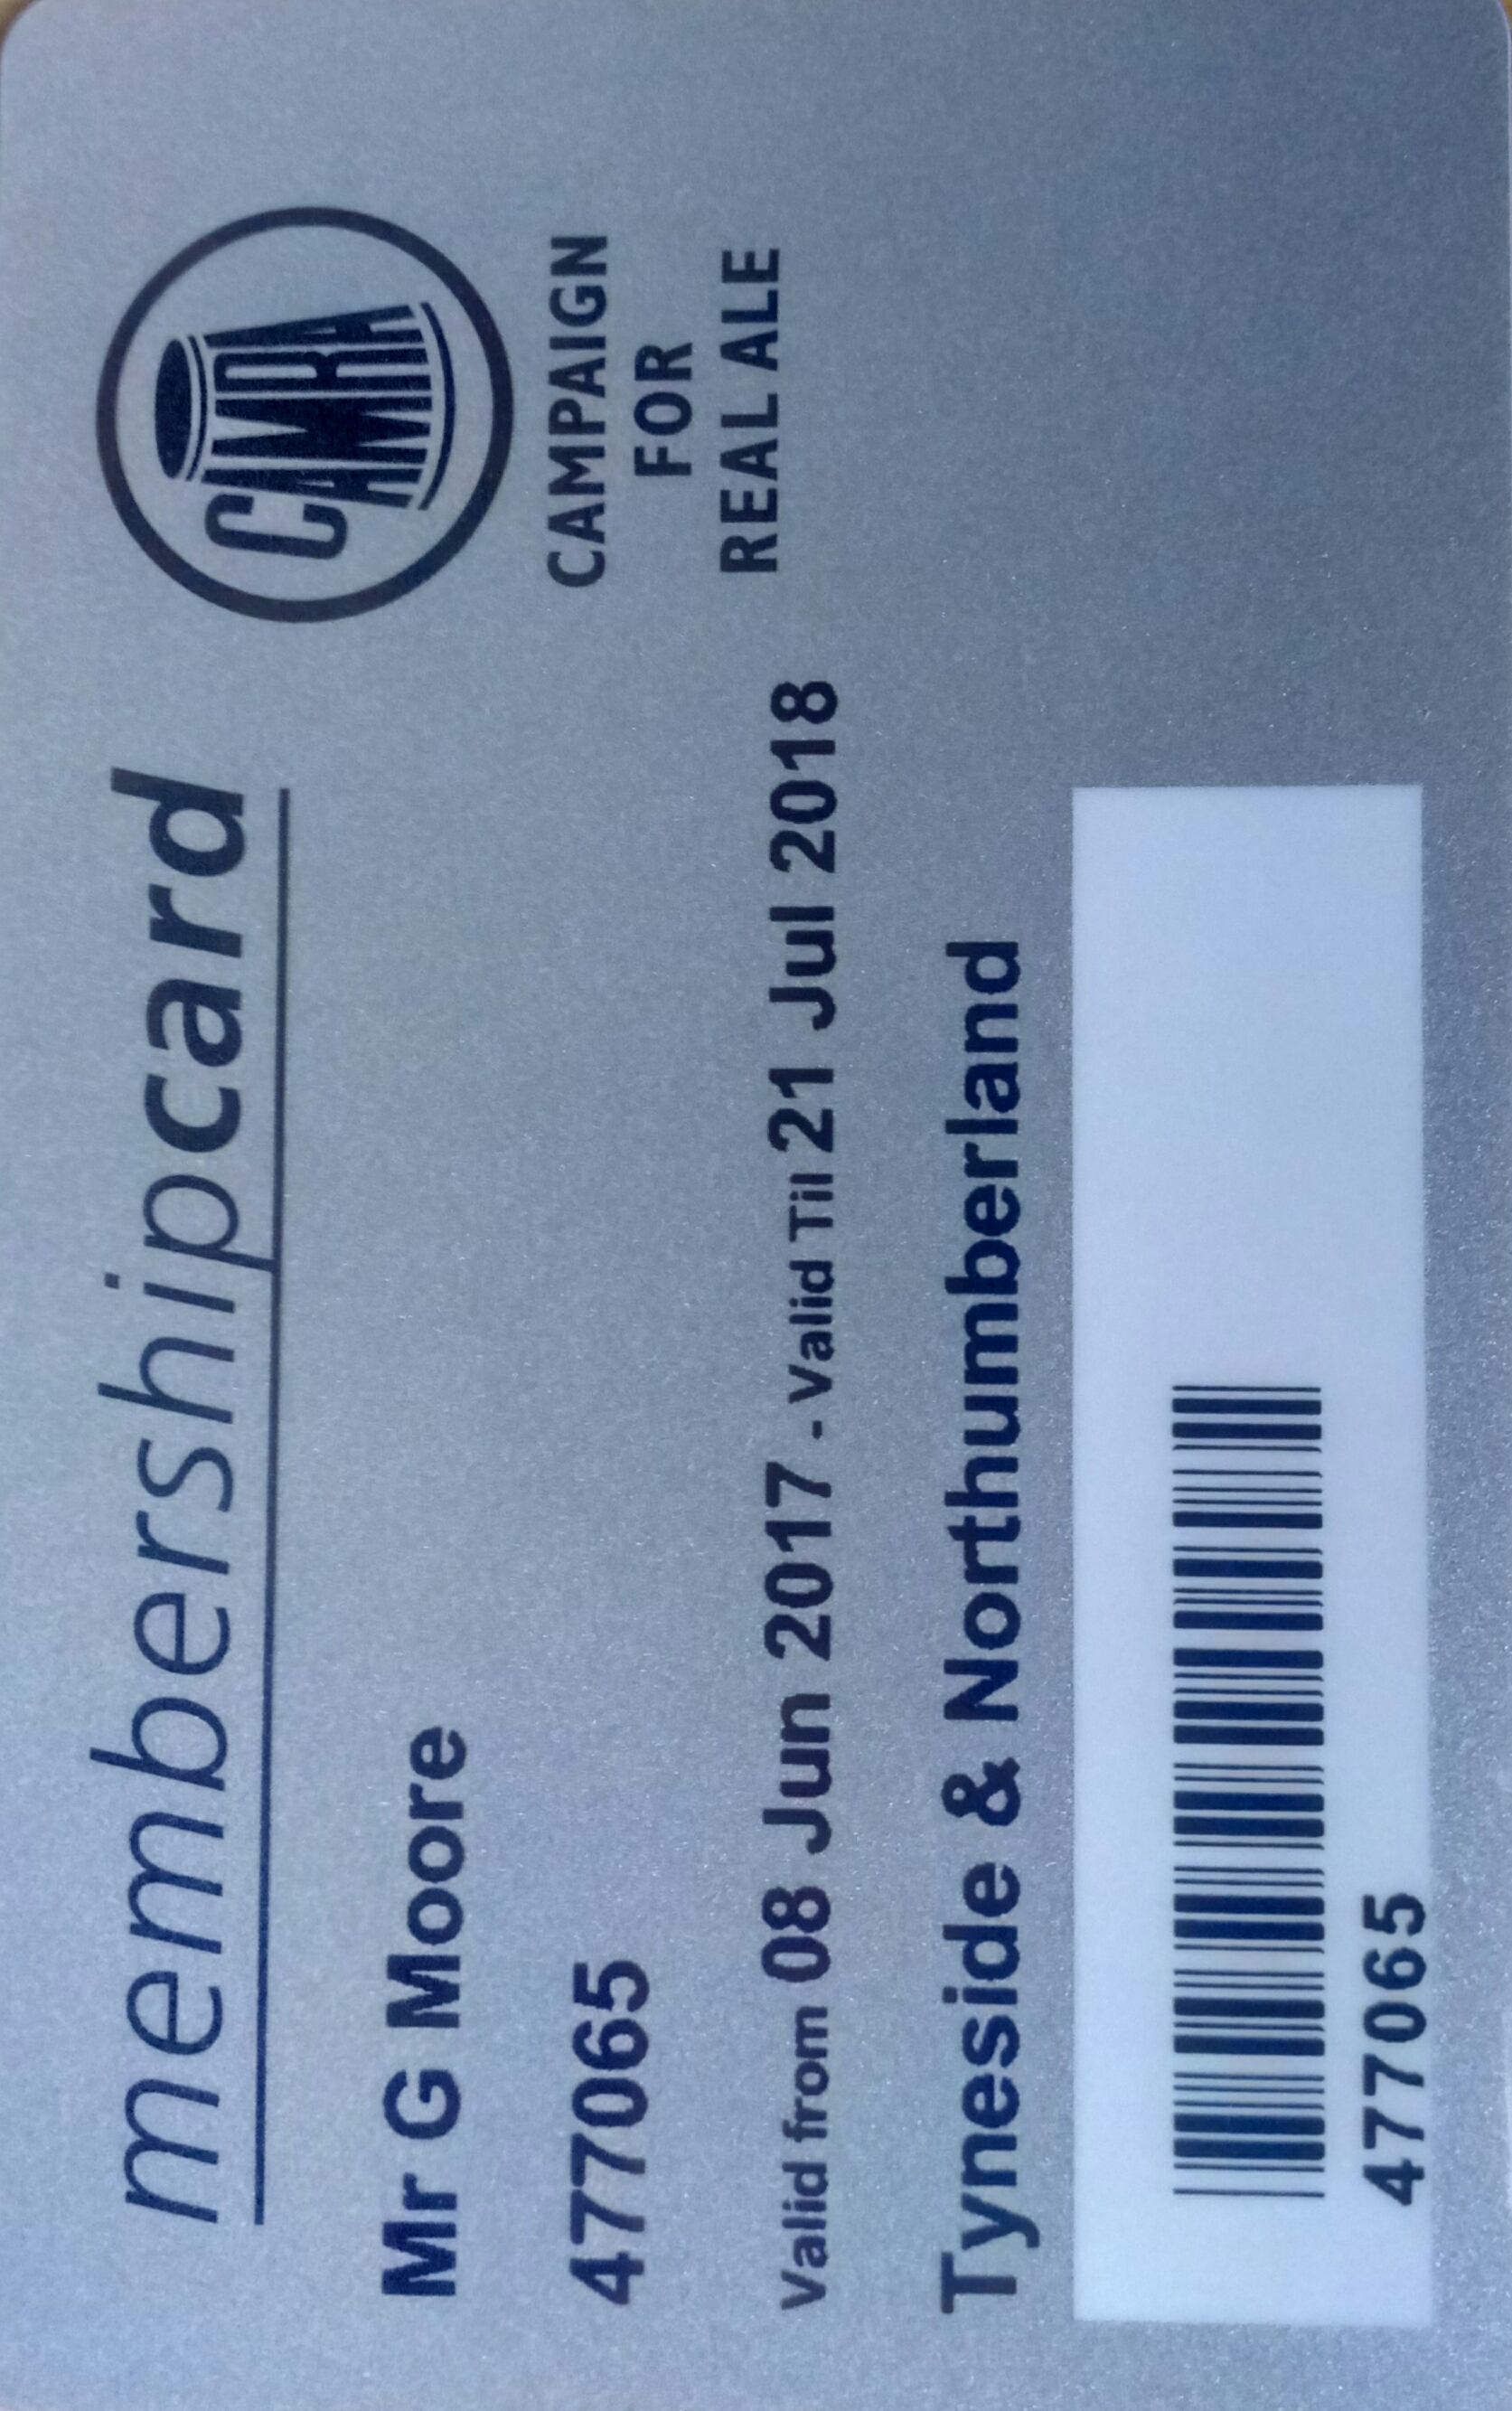 membershipcard
CAMRA
CAMPAIGN
FOR
REAL ALE
Mr G Moore
477065
Valid from 08 Jun 2017 - Valid Til 21 Jul 2018
Tyneside & Northumberland
477065